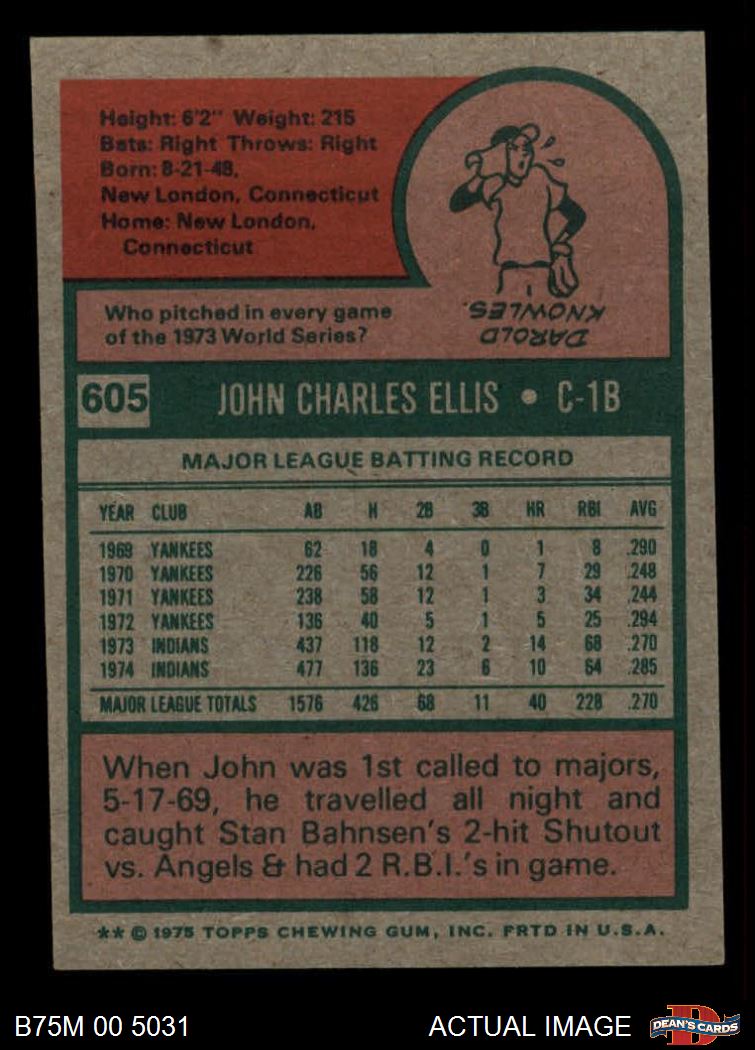 Height: 6'2" Weight: 215
Bats: Right Throws: Right
Born: 8-21-48,
New London, Connecticut
Home: New London,
Connecticut
Who pitched in every game
of the 1973 World Series?
DAROLD
KNOWLES.
605 JOHN CHARLES ELLIS • C-1B
MAJOR LEAGUE BATTING RECORD
YEAR CLUB AB H 2B 3B HR RBI AVG
1969 YANKEES 62 18 4 0 1 8 .290
1970 YANKEES 226 56 12 1 7 29 .248
1971 YANKEES 238 58 12 1 3 34 .244
1972 YANKEES 136 40 5 1 5 25 .294
1973 INDIANS 437 118 12 2 14 68 .270
1974 INDIANS 477 136 23 6 10 64 .285
MAJOR LEAGUE TOTALS 1576 426 68 11 40 228 .270
When John was 1st called to majors,
5-17-69, he travelled all night and
caught Stan Bahnsen's 2-hit Shutout
vs. Angels & had 2 R.B.I.'s in game.
** © 1975 TOPPS CHEWING GUM, INC. PRTD IN U.S.A.
B75M 00 5031 ACTUAL IMAGE
D
DEAN'S CARDS